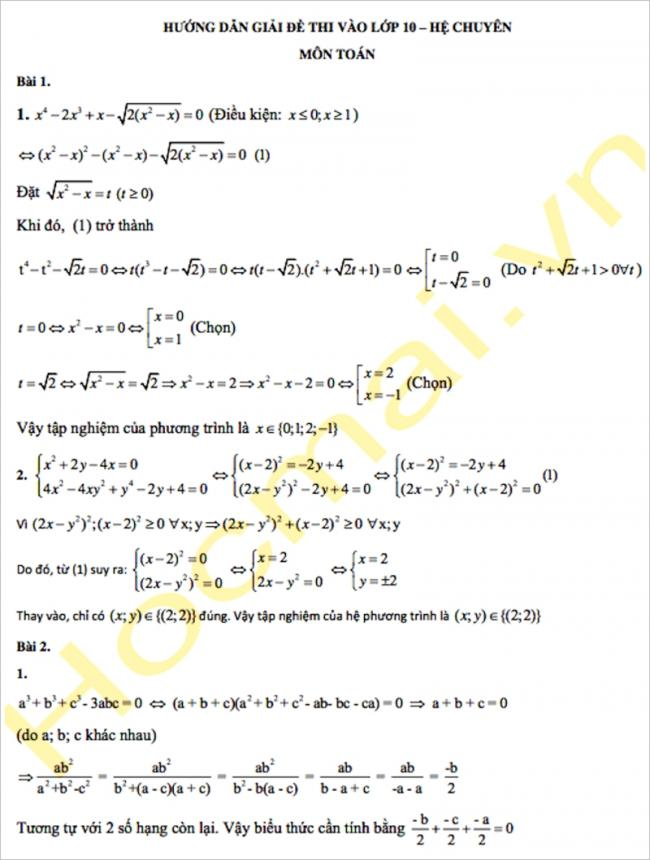 HƯỚNG DẪN GIẢI ĐỀ THI VÀO LỚP 10 – HỆ CHUYÊN
MÔN TOÁN
Bài 1.
1. x⁴ − 2x³ + x − √(2(x² − x)) = 0 (Điều kiện: x ≤ 0; x ≥ 1)
⇔ (x² − x)² − (x² − x) − √(2(x² − x)) = 0 (1)
Đặt √(x² − x) = t (t ≥ 0)
Khi đó, (1) trở thành
t⁴ − t² − √2t = 0 ⇔ t(t³ − t − √2) = 0 ⇔ t(t − √2).(t² + √2t + 1) = 0 ⇔ [t = 0; t − √2 = 0 (Do t² + √2t + 1 > 0∀t)
t = 0 ⇔ x² − x = 0 ⇔ [x = 0; x = 1 (Chọn)
t = √2 ⇔ √(x² − x) = √2 ⇒ x² − x = 2 ⇒ x² − x − 2 = 0 ⇔ [x = 2; x = −1 (Chọn)
Vậy tập nghiệm của phương trình là x ∈ {0;1;2;−1}
2. {x² + 2y − 4x = 0; 4x² − 4xy² + y⁴ − 2y + 4 = 0 ⇔ {(x − 2)² = −2y + 4; (2x − y²)² − 2y + 4 = 0 ⇔ {(x − 2)² = −2y + 4; (2x − y²)² + (x − 2)² = 0 (1)
Vì (2x − y²)²; (x − 2)² ≥ 0 ∀x; y ⇒ (2x − y²)² + (x − 2)² ≥ 0 ∀x; y
Do đó, từ (1) suy ra: {(x − 2)² = 0; (2x − y²)² = 0 ⇔ {x = 2; 2x − y² = 0 ⇔ {x = 2; y = ±2
Thay vào, chỉ có (x; y) ∈ {(2;2)} đúng. Vậy tập nghiệm của hệ phương trình là (x; y) ∈ {(2;2)}
Bài 2.
1.
a³ + b³ + c³ - 3abc = 0 ⇔ (a + b + c)(a² + b² + c² - ab- bc - ca) = 0 ⇒ a + b + c = 0
(do a; b; c khác nhau)
⇒ ab²/(a²+b²-c²) = ab²/(b²+(a - c)(a + c)) = ab²/(b² - b(a - c)) = ab/(b - a + c) = ab/(-a - a) = -b/2
Tương tự với 2 số hạng còn lại. Vậy biểu thức cần tính bằng -b/2 + -c/2 + -a/2 = 0
Hocmai.vn